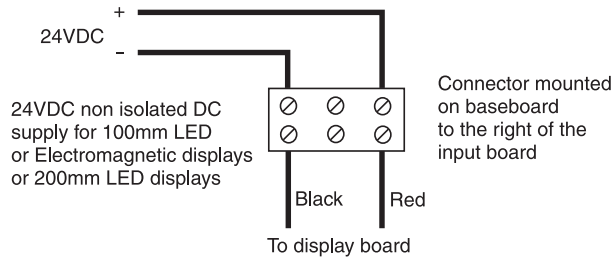 +
24VDC
–
24VDC non isolated DC
supply for 100mm LED
or Electromagnetic displays
or 200mm LED displays
Connector mounted
on baseboard
to the right of the
input board
Black
Red
To display board